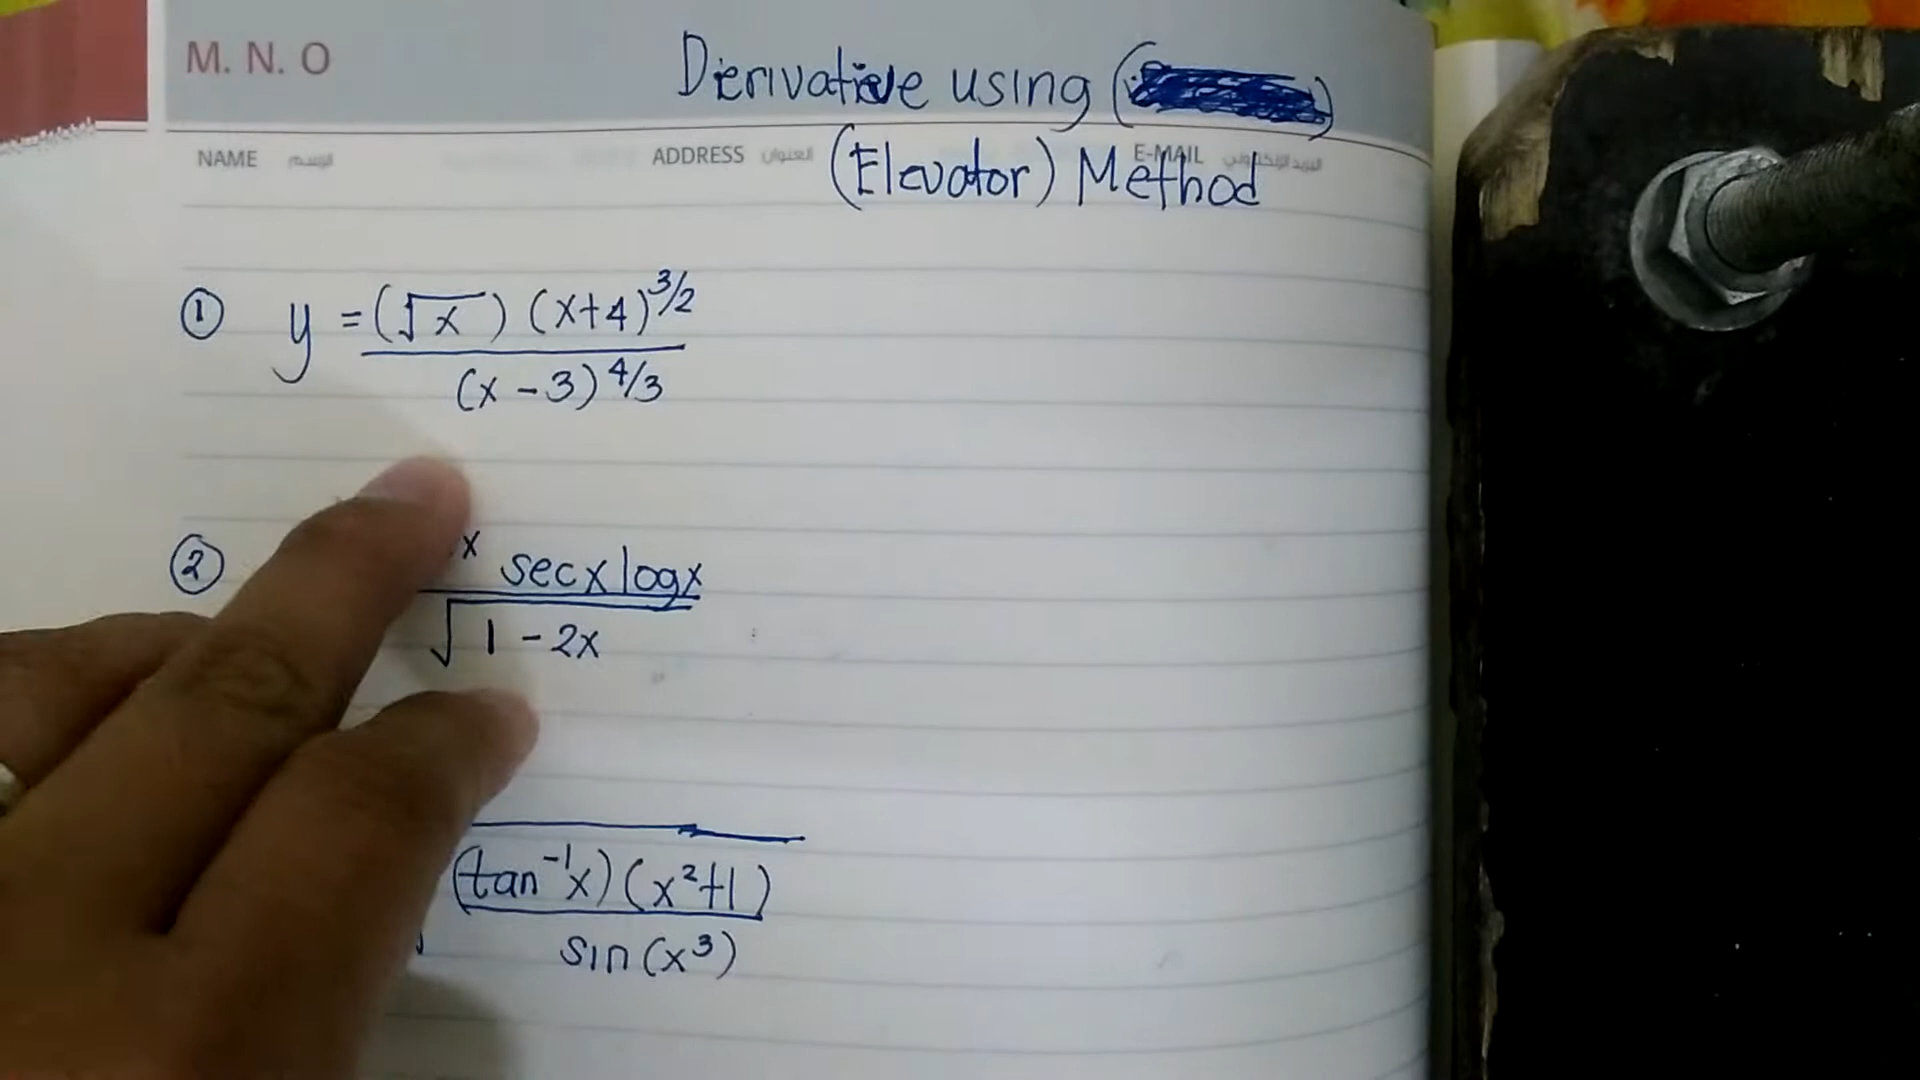 M. N. O
Derivative using (
(Elevator) Method
NAME الإسم ADDRESS العنوان E-MAIL البريد الإلكتروني
① y = (√x) (x+4)^3/2
(x-3)^4/3
② x secx logx
√1-2x
(tan^-1x) (x²+1)
sin(x³)